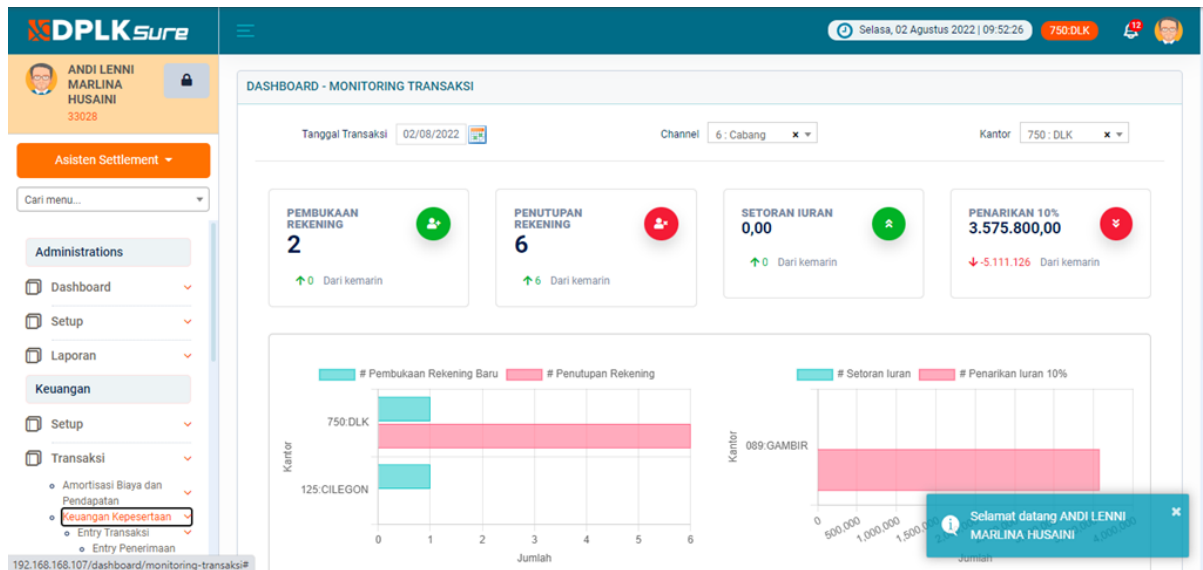 DPLKSure
Selasa, 02 Agustus 2022 | 09:52:26
750:DLK
12
ANDI LENNI
MARLINA
HUSAINI
33028
Asisten Settlement
Cari menu...
Administrations
Dashboard
Setup
Laporan
Keuangan
Setup
Transaksi
Amortisasi Biaya dan
Pendapatan
Keuangan Kepesertaan
Entry Transaksi
Entry Penerimaan
192.168.168.107/dashboard/monitoring-transaksi#
DASHBOARD - MONITORING TRANSAKSI
Tanggal Transaksi 02/08/2022 Channel 6 : Cabang x Kantor 750 : DLK x
PEMBUKAAN
REKENING
2
0 Dari kemarin
PENUTUPAN
REKENING
6
6 Dari kemarin
SETORAN IURAN
0,00
0 Dari kemarin
PENARIKAN 10%
3.575.800,00
-5.111.126 Dari kemarin
# Pembukaan Rekening Baru # Penutupan Rekening
Kantor
750:DLK
125:CILEGON
0 1 2 3 4 5 6
Jumlah
# Setoran Iuran # Penarikan Iuran 10%
Kantor
089:GAMBIR
0 500,000 1,000,000 1,500,
4,000,000
Jumlah
Selamat datang ANDI LENNI
MARLINA HUSAINI